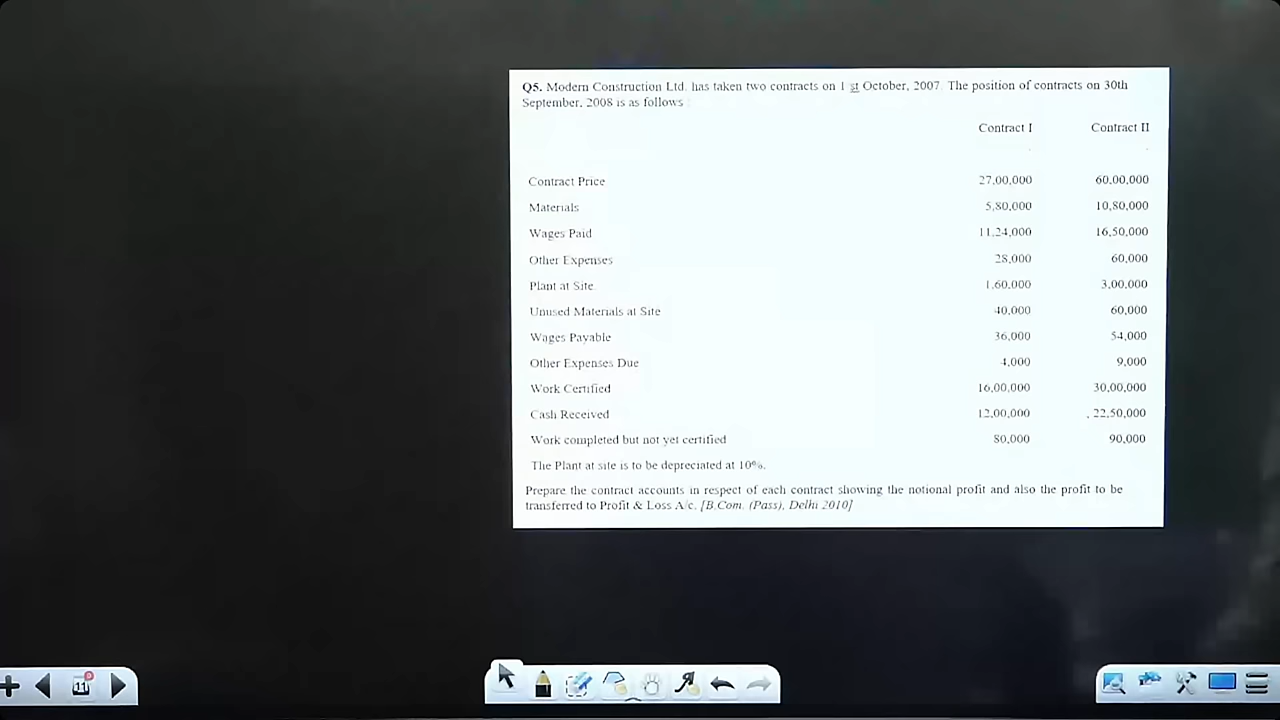 Q5. Modern Construction Ltd. has taken two contracts on 1 st October, 2007. The position of contracts on 30th
September, 2008 is as follows :
Contract I Contract II
Contract Price 27,00,000 60,00,000
Materials 5,80,000 10,80,000
Wages Paid 11,24,000 16,50,000
Other Expenses 28,000 60,000
Plant at Site 1,60,000 3,00,000
Unused Materials at Site 40,000 60,000
Wages Payable 36,000 54,000
Other Expenses Due 4,000 9,000
Work Certified 16,00,000 30,00,000
Cash Received 12,00,000 22,50,000
Work completed but not yet certified 80,000 90,000
The Plant at site is to be depreciated at 10%.
Prepare the contract accounts in respect of each contract showing the notional profit and also the profit to be
transferred to Profit & Loss A/c. [B.Com. (Pass), Delhi 2010]
11